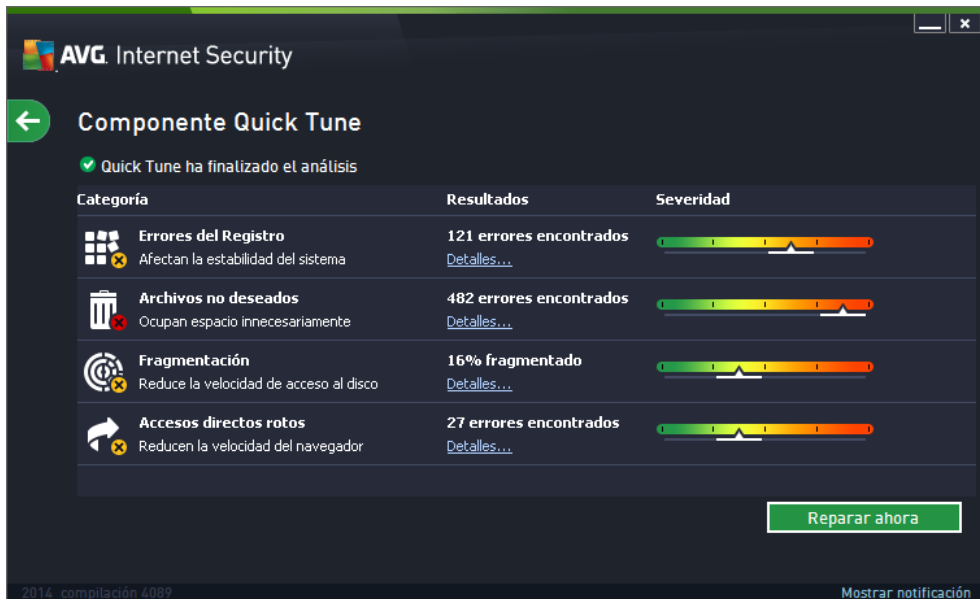 AVG. Internet Security
Componente Quick Tune
Quick Tune ha finalizado el análisis
Categoría Resultados Severidad
Errores del Registro 121 errores encontrados
Afectan la estabilidad del sistema Detalles...
Archivos no deseados 482 errores encontrados
Ocupan espacio innecesariamente Detalles...
Fragmentación 16% fragmentado
Reduce la velocidad de acceso al disco Detalles...
Accesos directos rotos 27 errores encontrados
Reducen la velocidad del navegador Detalles...
Reparar ahora
2014 compilación 4089 Mostrar notificación